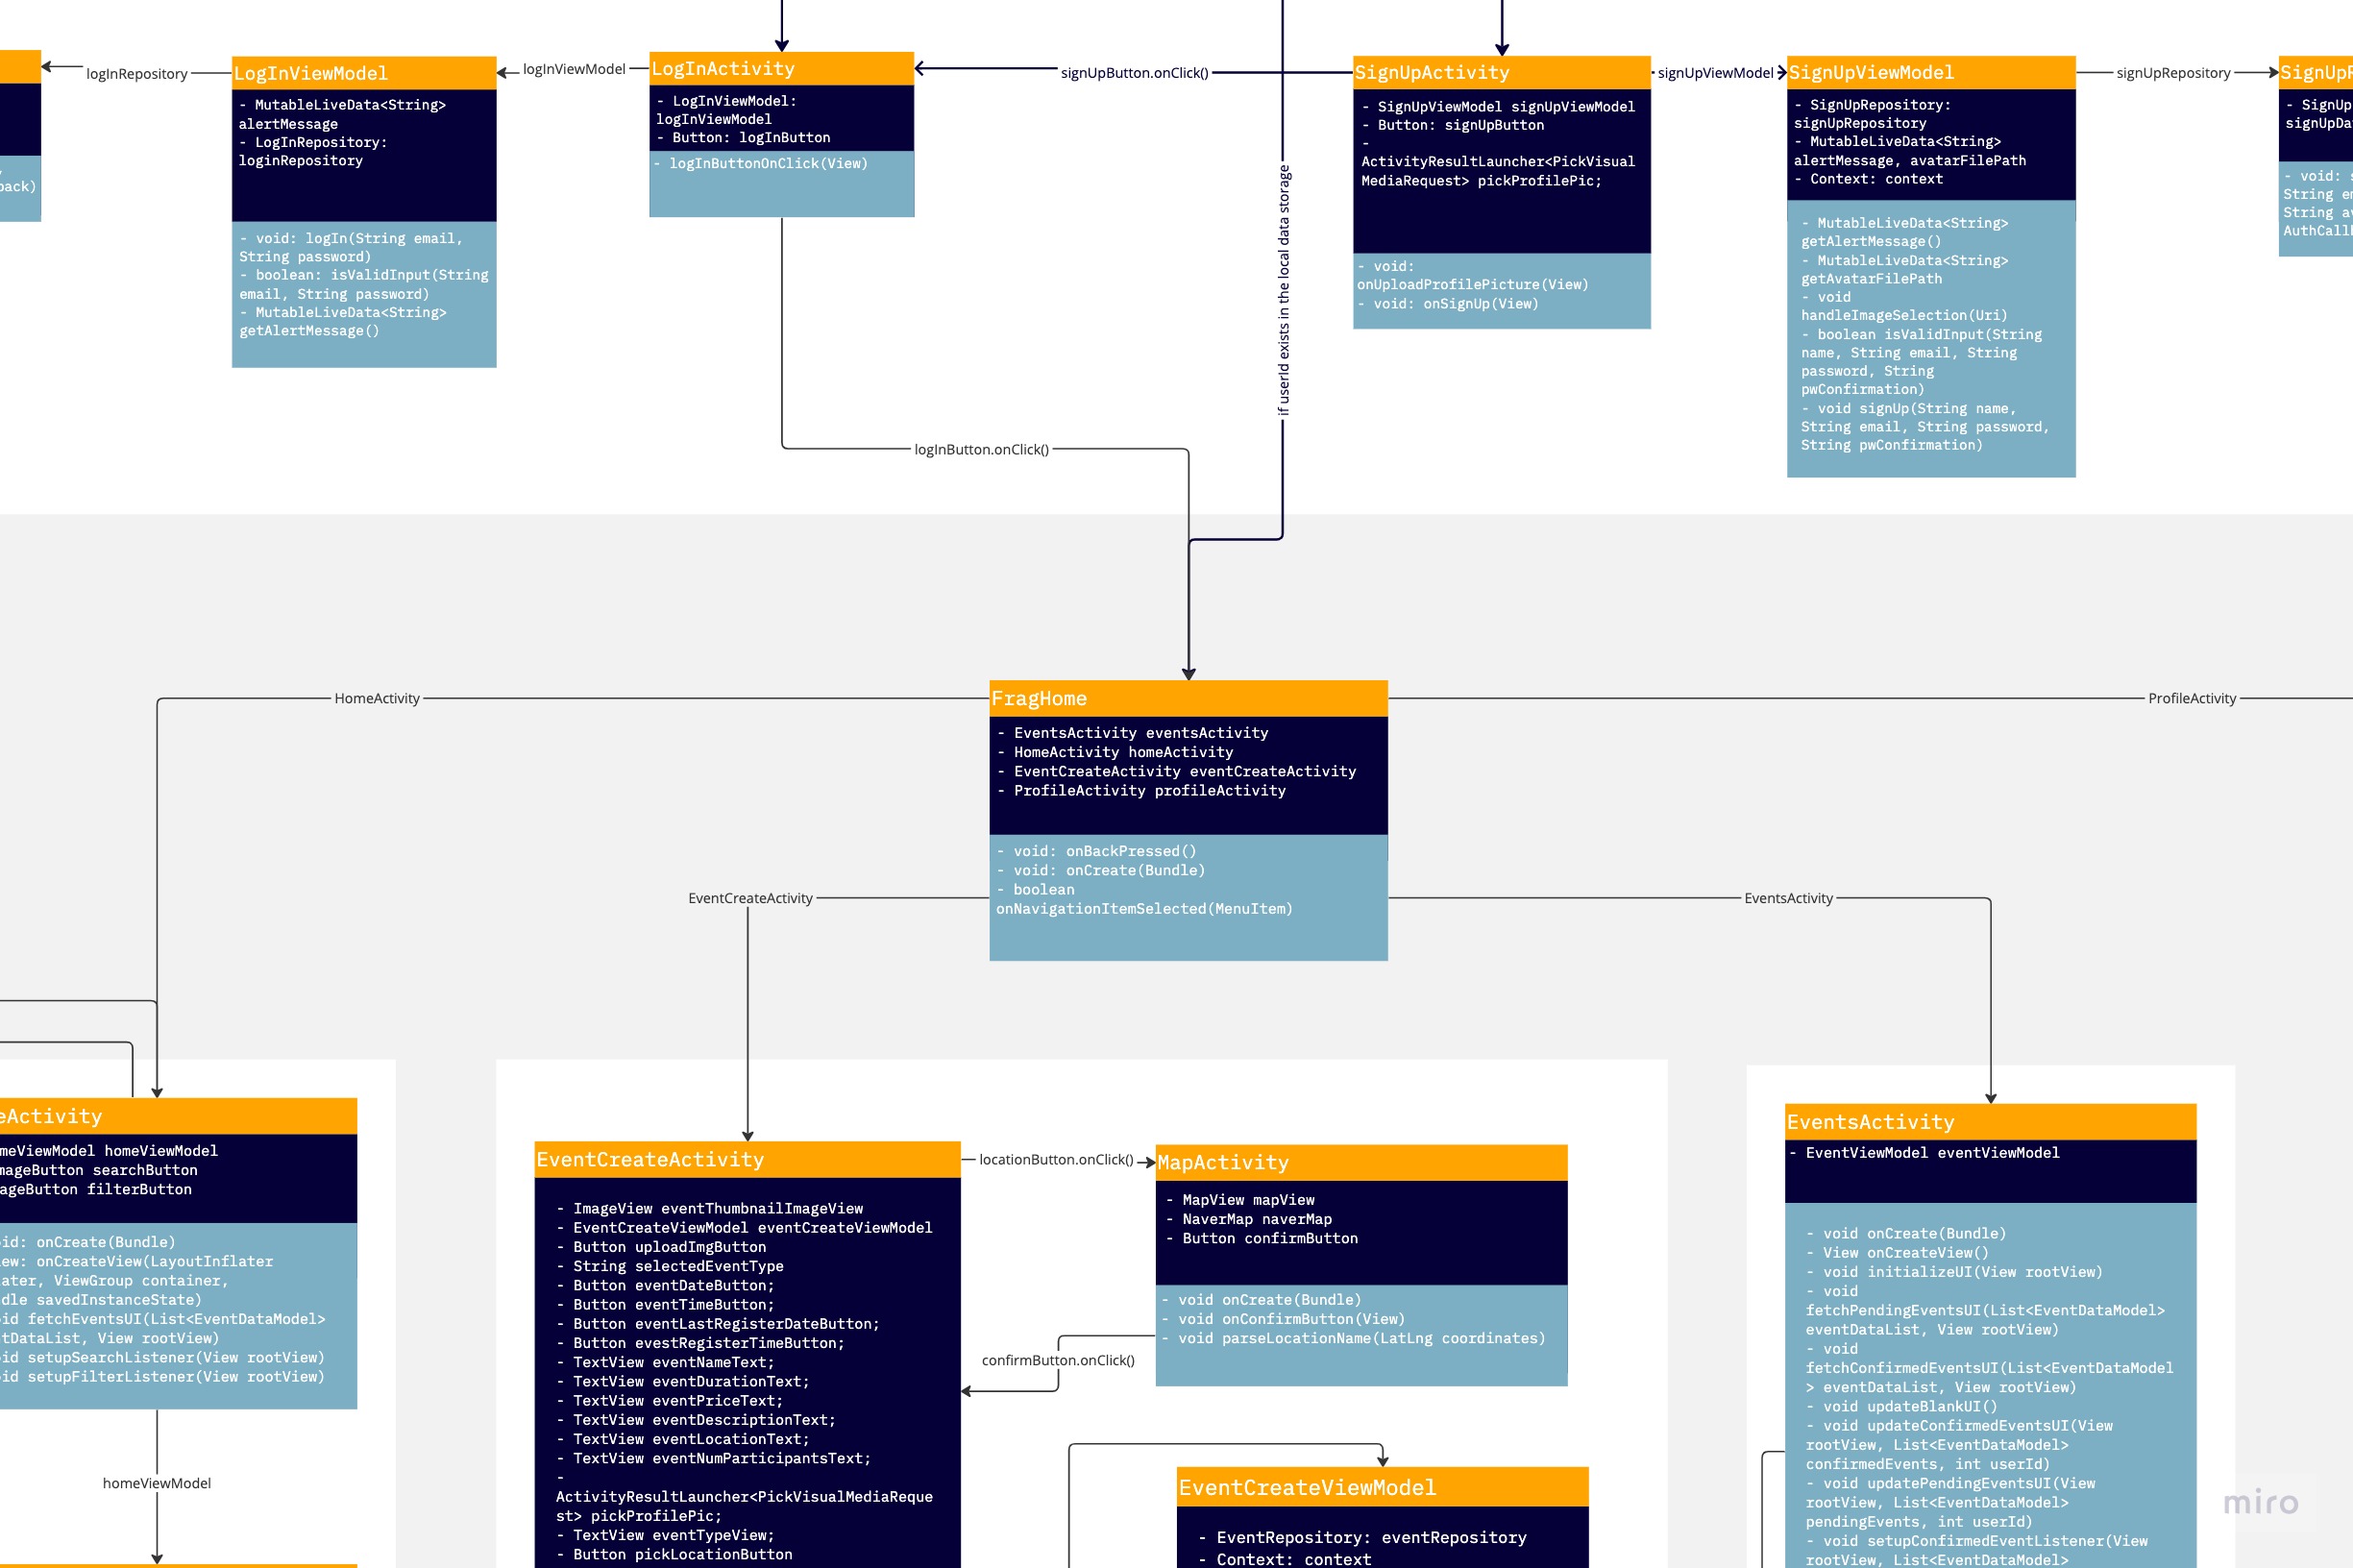 logInRepository
LogInViewModel
- MutableLiveData<String>
alertMessage
- LogInRepository:
loginRepository
- void: logIn(String email,
String password)
- boolean: isValidInput(String
email, String password)
- MutableLiveData<String>
getAlertMessage()
logInViewModel
LogInActivity
- LogInViewModel:
logInViewModel
- Button: logInButton
- logInButtonOnClick(View)
signUpButton.onClick()
SignUpActivity
- SignUpViewModel signUpViewModel
- Button: signUpButton
-
ActivityResultLauncher<PickVisual
MediaRequest> pickProfilePic;
- void:
onUploadProfilePicture(View)
- void: onSignUp(View)
signUpViewModel
SignUpViewModel
- SignUpRepository:
signUpRepository
- MutableLiveData<String>
alertMessage, avatarFilePath
- Context: context
- MutableLiveData<String>
getAlertMessage()
- MutableLiveData<String>
getAvatarFilePath
- void
handleImageSelection(Uri)
- boolean isValidInput(String
name, String email, String
password, String
pwConfirmation)
- void signUp(String name,
String email, String password,
String pwConfirmation)
signUpRepository
SignUpR
- SignUp
signUpDa
- void: s
String em
String av
AuthCall
back)
if userId exists in the local data storage
logInButton.onClick()
HomeActivity
FragHome
- EventsActivity eventsActivity
- HomeActivity homeActivity
- EventCreateActivity eventCreateActivity
- ProfileActivity profileActivity
- void: onBackPressed()
- void: onCreate(Bundle)
- boolean
onNavigationItemSelected(MenuItem)
ProfileActivity
EventCreateActivity
EventsActivity
eActivity
meViewModel homeViewModel
mageButton searchButton
ageButton filterButton
id: onCreate(Bundle)
ew: onCreateView(LayoutInflater
ater, ViewGroup container,
dle savedInstanceState)
id fetchEventsUI(List<EventDataModel>
tDataList, View rootView)
id setupSearchListener(View rootView)
id setupFilterListener(View rootView)
homeViewModel
EventCreateActivity
- ImageView eventThumbnailImageView
- EventCreateViewModel eventCreateViewModel
- Button uploadImgButton
- String selectedEventType
- Button eventDateButton;
- Button eventTimeButton;
- Button eventLastRegisterDateButton;
- Button evestRegisterTimeButton;
- TextView eventNameText;
- TextView eventDurationText;
- TextView eventPriceText;
- TextView eventDescriptionText;
- TextView eventLocationText;
- TextView eventNumParticipantsText;
-
ActivityResultLauncher<PickVisualMediaReque
st> pickProfilePic;
- TextView eventTypeView;
- Button pickLocationButton
locationButton.onClick()
MapActivity
- MapView mapView
- NaverMap naverMap
- Button confirmButton
- void onCreate(Bundle)
- void onConfirmButton(View)
- void parseLocationName(LatLng coordinates)
confirmButton.onClick()
EventCreateViewModel
- EventRepository: eventRepository
- Context: context
EventsActivity
- EventViewModel eventViewModel
- void onCreate(Bundle)
- View onCreateView()
- void initializeUI(View rootView)
- void
fetchPendingEventsUI(List<EventDataModel>
eventDataList, View rootView)
- void
fetchConfirmedEventsUI(List<EventDataModel
> eventDataList, View rootView)
- void updateBlankUI()
- void updateConfirmedEventsUI(View
rootView, List<EventDataModel>
confirmedEvents, int userId)
- void updatePendingEventsUI(View
rootView, List<EventDataModel>
pendingEvents, int userId)
- void setupConfirmedEventListener(View
rootView, List<EventDataModel>
miro